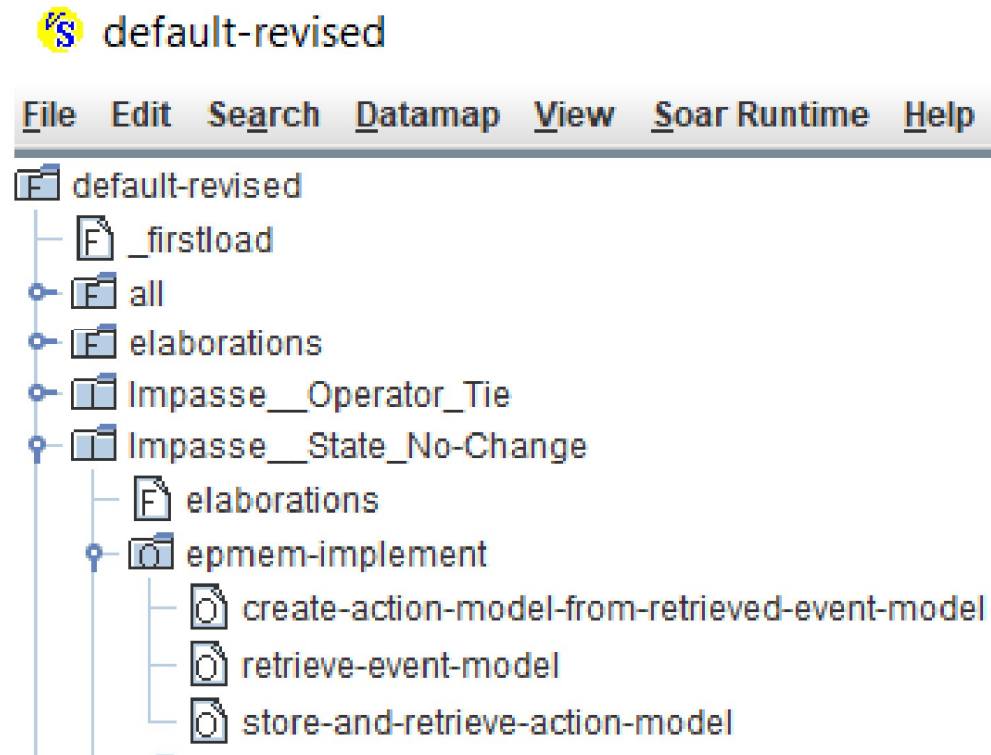 VS default-revised
File Edit Search Datamap View Soar Runtime Help
F default-revised
F _firstload
F all
F elaborations
I Impasse__Operator_Tie
I Impasse__State_No-Change
F elaborations
O epmem-implement
O create-action-model-from-retrieved-event-model
O retrieve-event-model
O store-and-retrieve-action-model